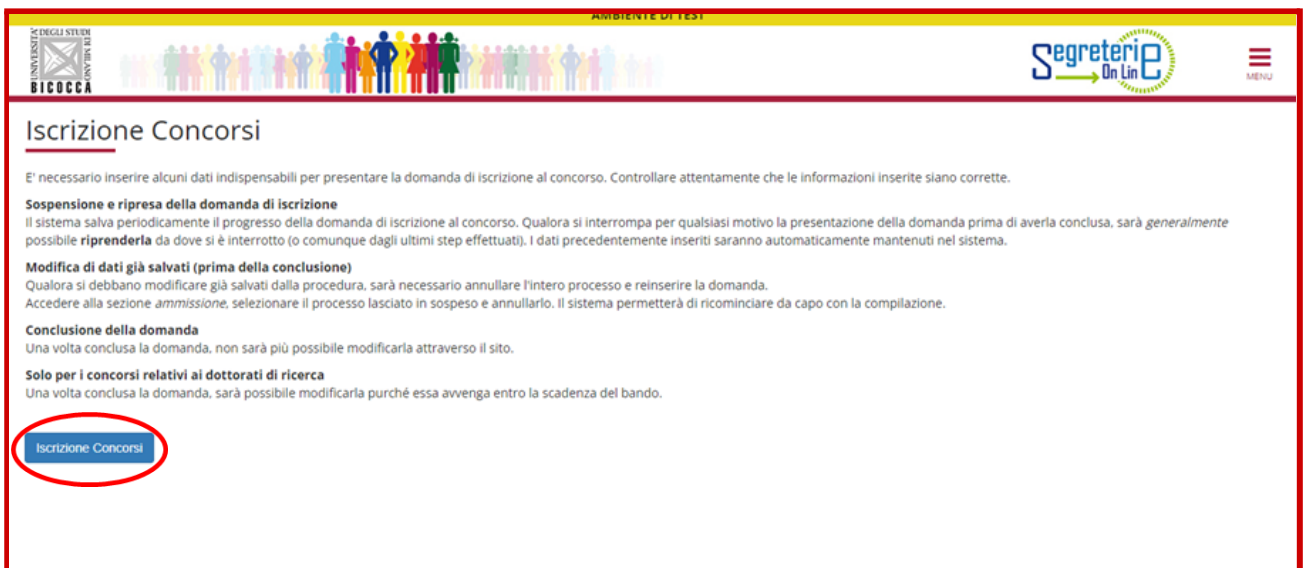 AMBIENTE DI TEST
UNIVERSITA' DEGLI STUDI DI MILANO
BICOCCA
Segreterie
On Line
MENU
Iscrizione Concorsi
E' necessario inserire alcuni dati indispensabili per presentare la domanda di iscrizione al concorso. Controllare attentamente che le informazioni inserite siano corrette.
Sospensione e ripresa della domanda di iscrizione
Il sistema salva periodicamente il progresso della domanda di iscrizione al concorso. Qualora si interrompa per qualsiasi motivo la presentazione della domanda prima di averla conclusa, sarà generalmente
possibile riprenderla da dove si è interrotto (o comunque dagli ultimi step effettuati). I dati precedentemente inseriti saranno automaticamente mantenuti nel sistema.
Modifica di dati già salvati (prima della conclusione)
Qualora si debbano modificare già salvati dalla procedura, sarà necessario annullare l'intero processo e reinserire la domanda.
Accedere alla sezione ammissione, selezionare il processo lasciato in sospeso e annullarlo. Il sistema permetterà di ricominciare da capo con la compilazione.
Conclusione della domanda
Una volta conclusa la domanda, non sarà più possibile modificarla attraverso il sito.
Solo per i concorsi relativi ai dottorati di ricerca
Una volta conclusa la domanda, sarà possibile modificarla purché essa avvenga entro la scadenza del bando.
Iscrizione Concorsi